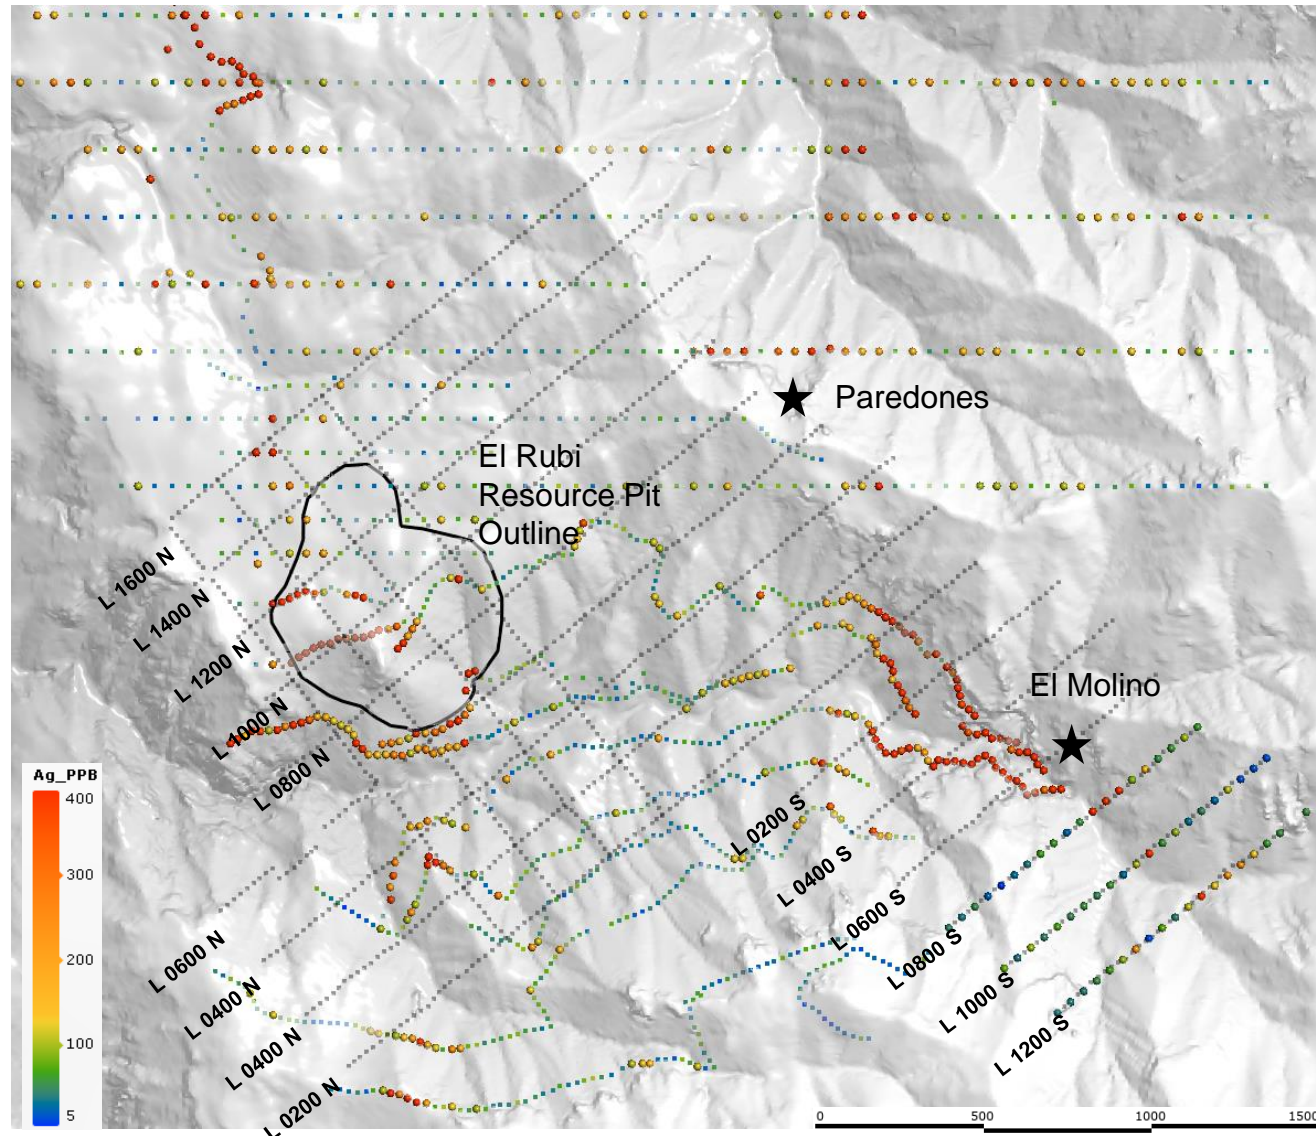 Paredones
El Rubi
Resource Pit
Outline
L 1600 N
L 1400 N
L 1200 N
L 1000 N
L 0800 N
El Molino
Ag_PPB
400
300
200
100
5
L 0200 S
L 0400 S
L 0600 S
L 0800 S
L 1000 S
L 1200 S
L 0600 N
L 0400 N
L 0400 N
L 0200 N
0 500 1000 1500